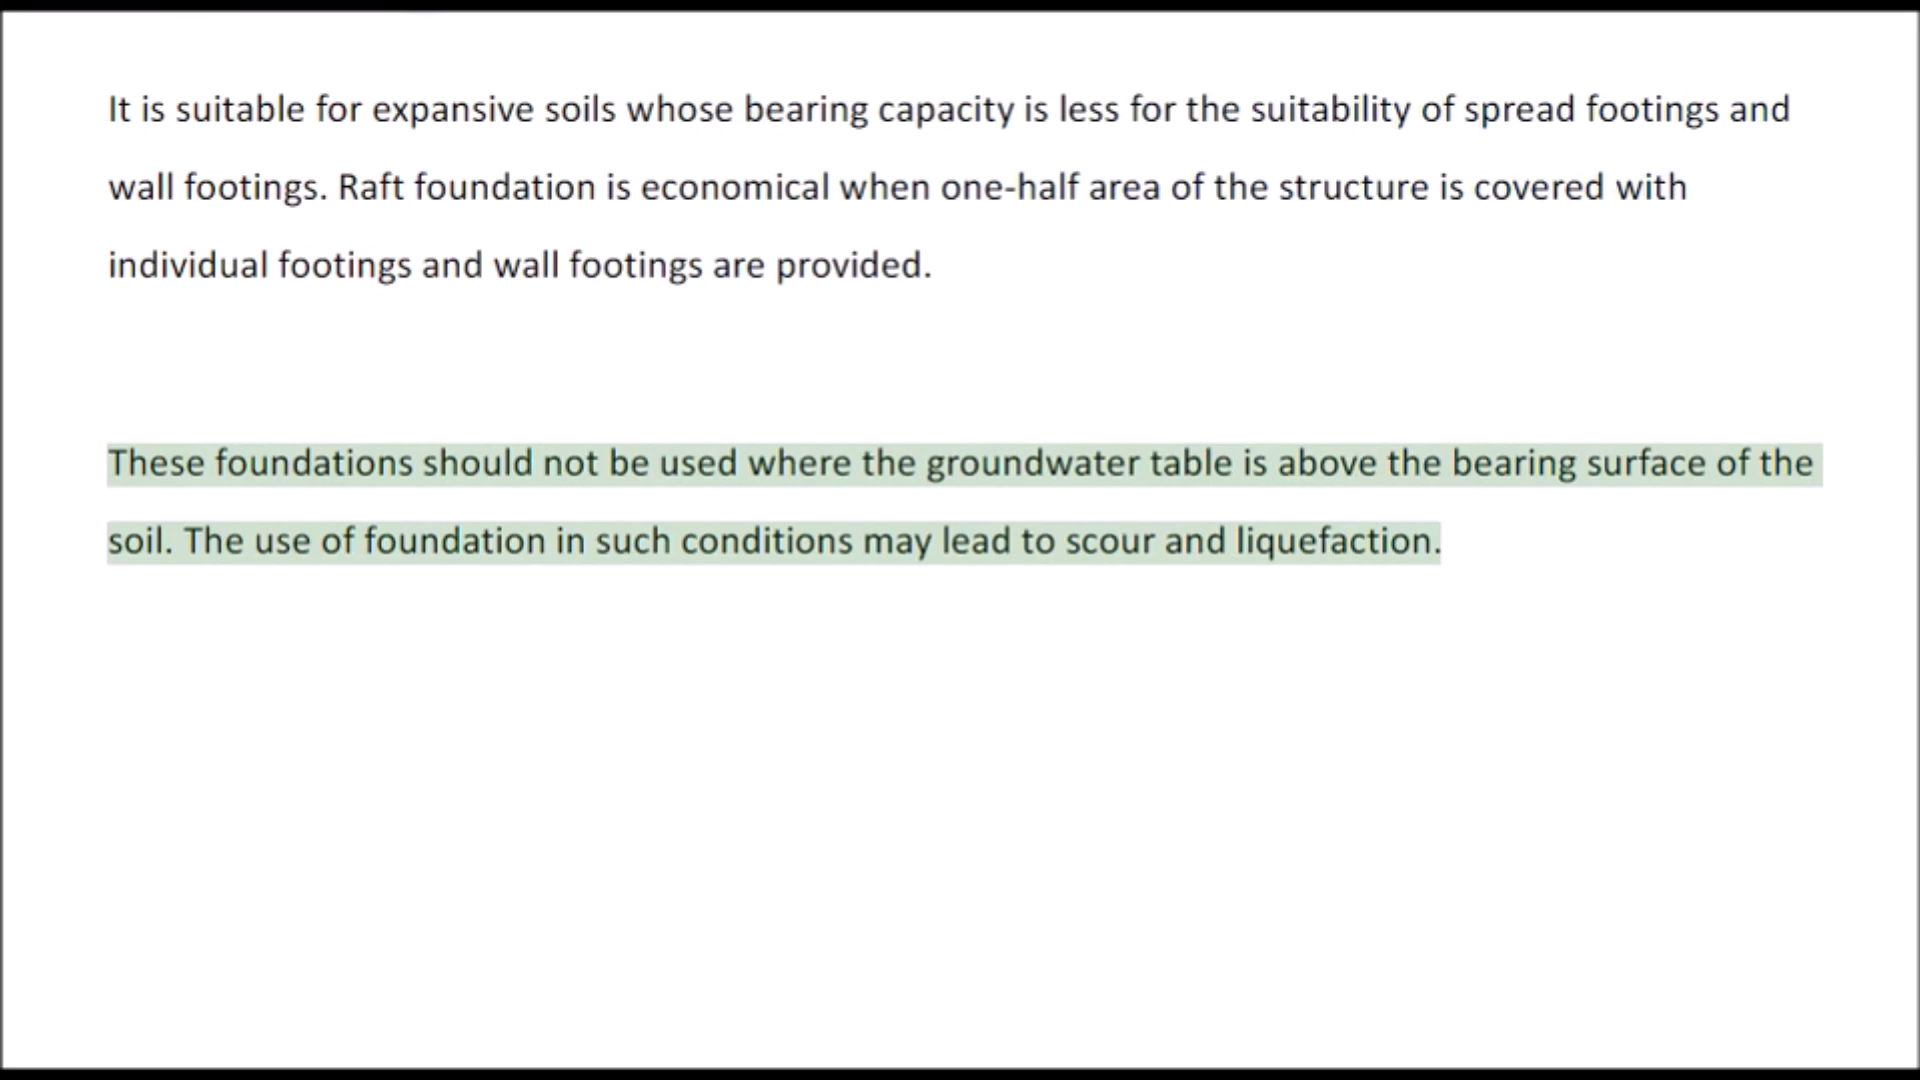 It is suitable for expansive soils whose bearing capacity is less for the suitability of spread footings and
wall footings. Raft foundation is economical when one-half area of the structure is covered with
individual footings and wall footings are provided.
These foundations should not be used where the groundwater table is above the bearing surface of the
soil. The use of foundation in such conditions may lead to scour and liquefaction.